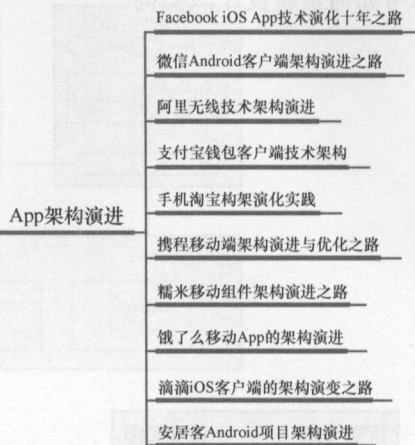 Facebook iOS App技术演化十年之路
微信Android客户端架构演进之路
阿里无线技术架构演进
支付宝钱包客户端技术架构
手机淘宝构架演化实践
App架构演进
携程移动端架构演进与优化之路
糯米移动组件架构演进之路
饿了么移动App的架构演进
滴滴iOS客户端的架构演变之路
安居客Android项目架构演进